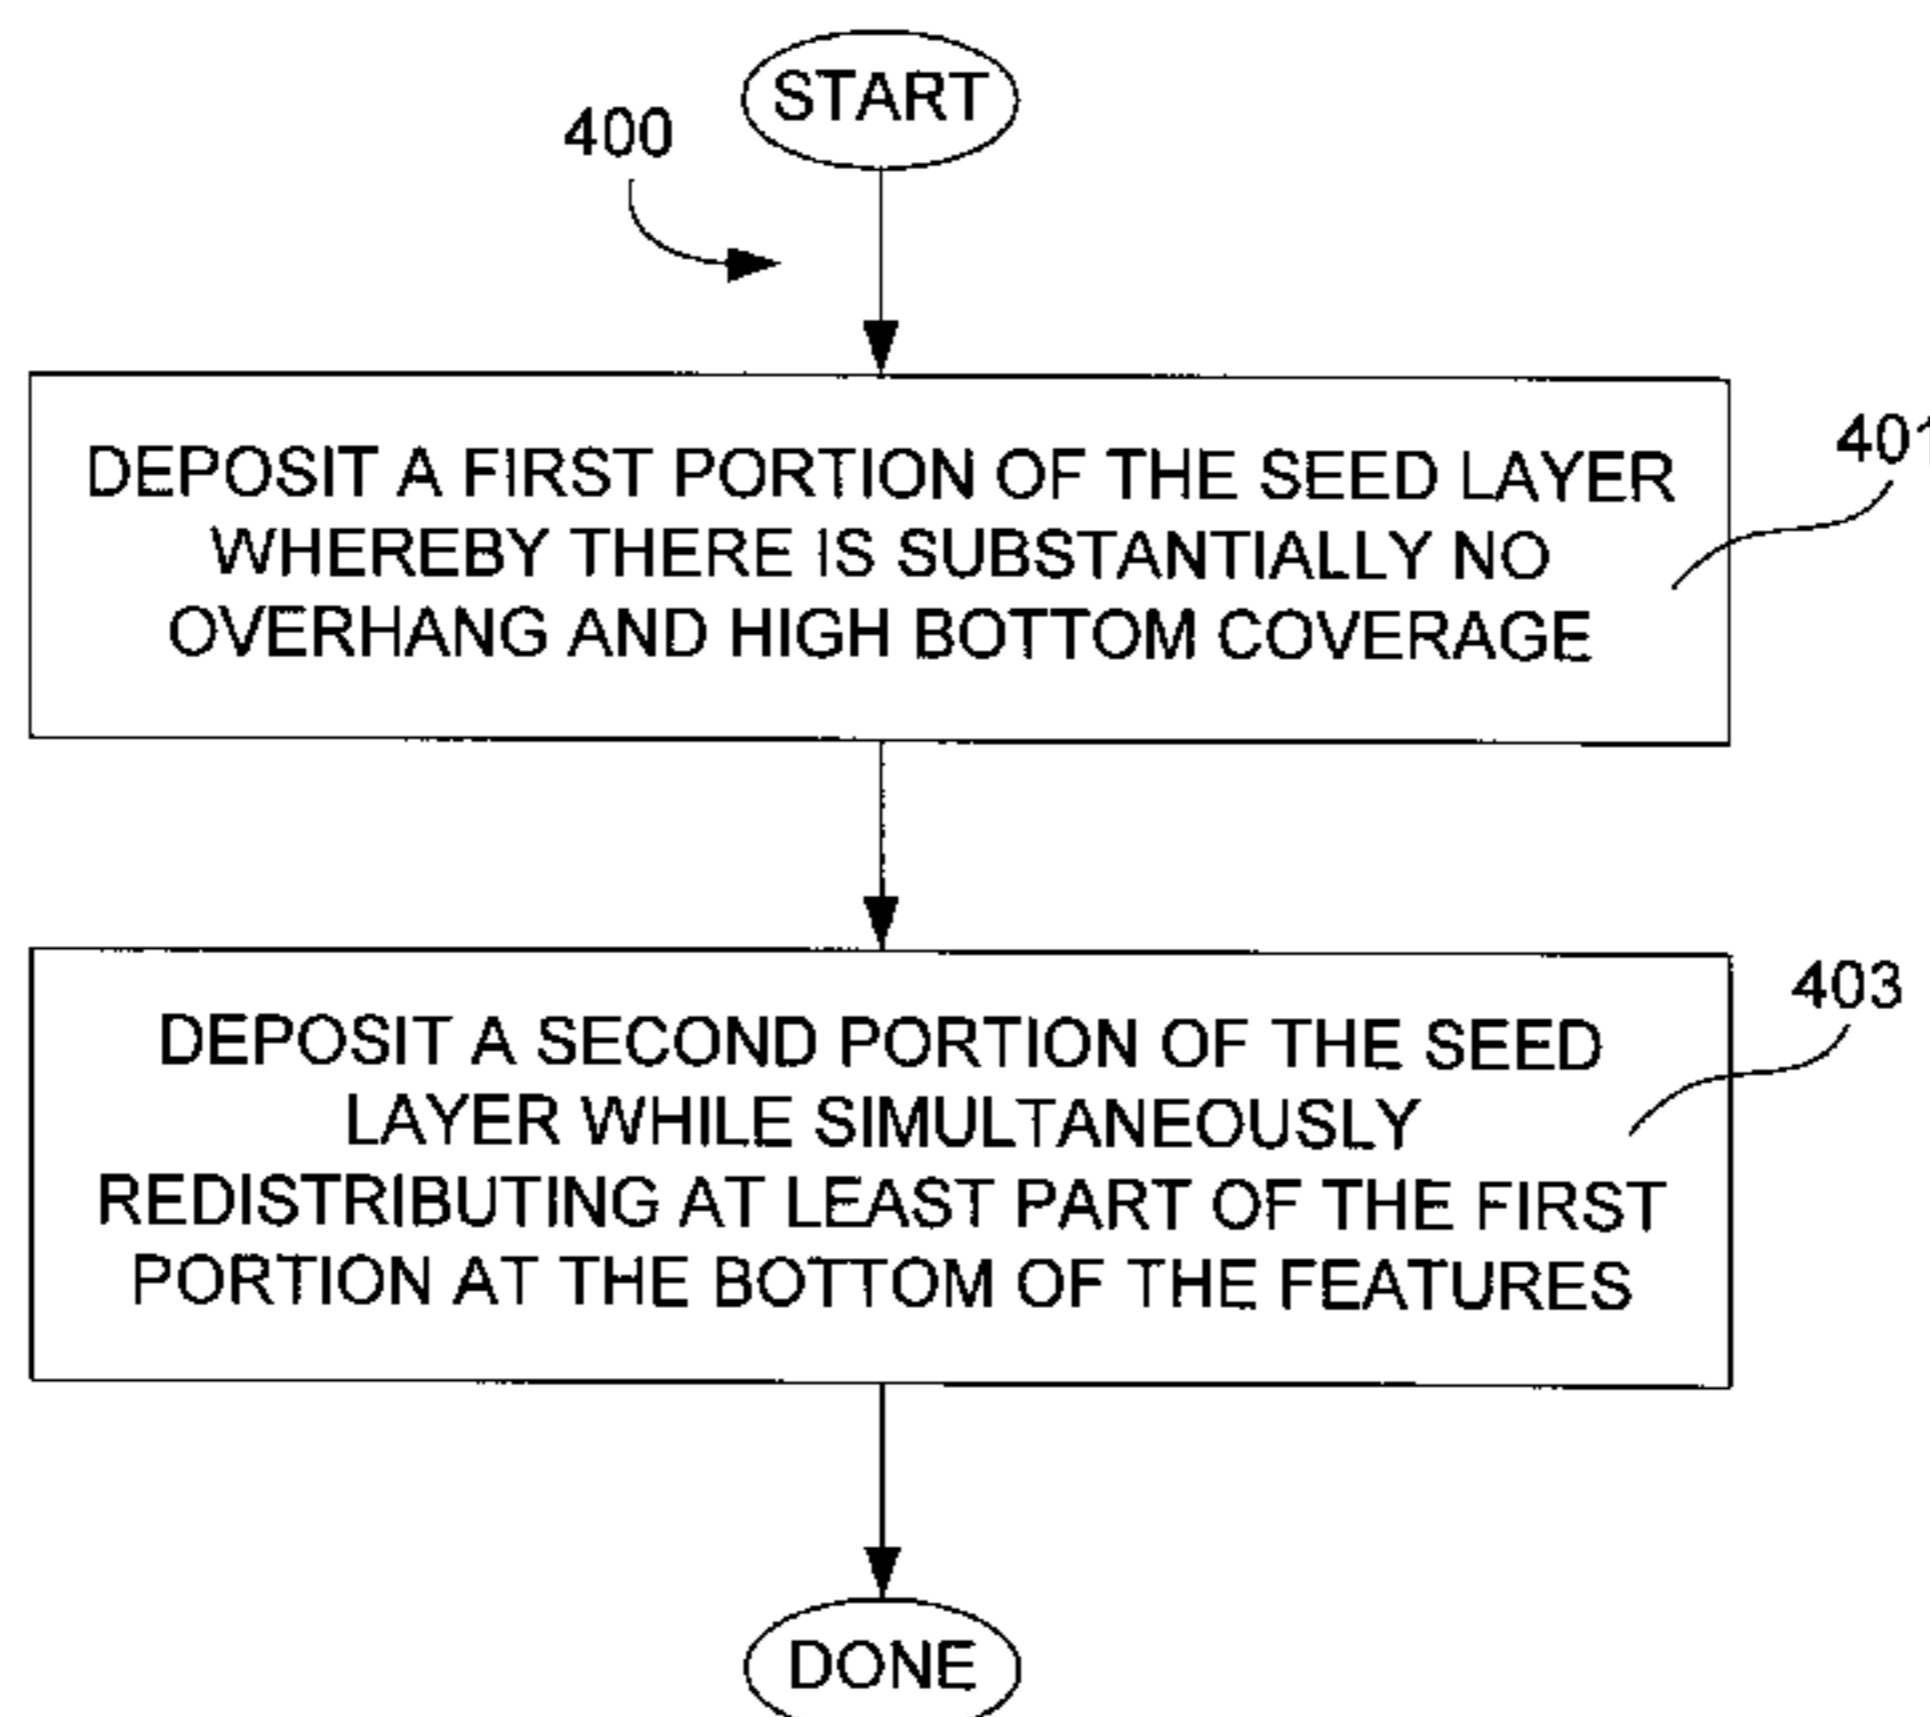 START
400
DEPOSIT A FIRST PORTION OF THE SEED LAYER
WHEREBY THERE IS SUBSTANTIALLY NO
OVERHANG AND HIGH BOTTOM COVERAGE
401
DEPOSIT A SECOND PORTION OF THE SEED
LAYER WHILE SIMULTANEOUSLY
REDISTRIBUTING AT LEAST PART OF THE FIRST
PORTION AT THE BOTTOM OF THE FEATURES
403
DONE